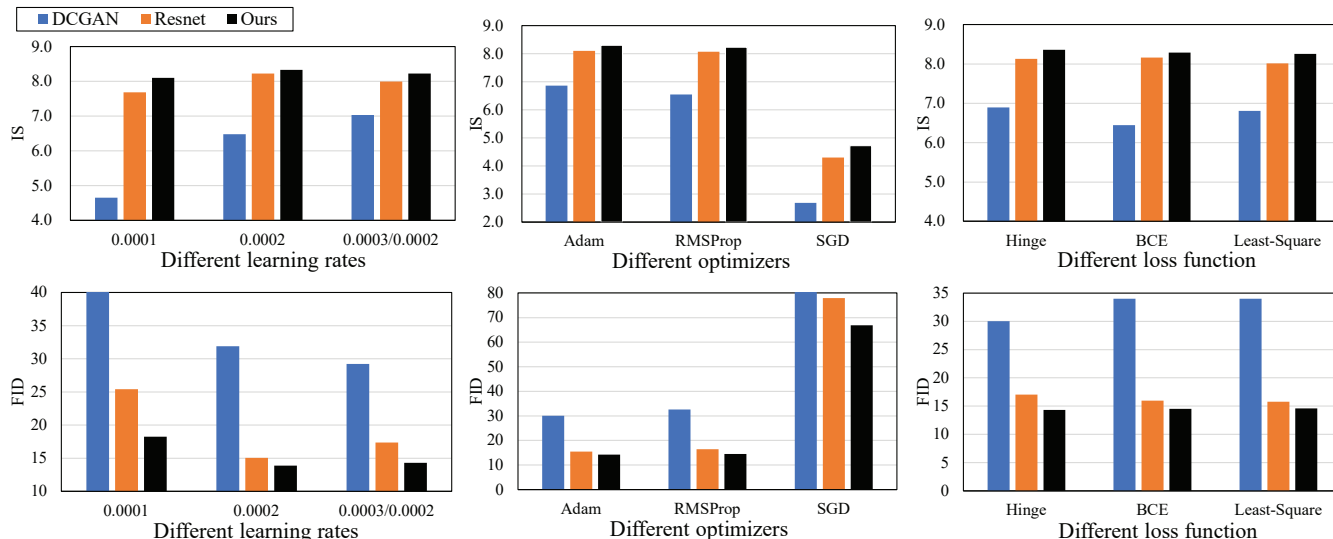 DCGAN Resnet Ours
9.0
8.0
7.0
6.0
5.0
4.0
IS
0.0001 0.0002 0.0003/0.0002
Different learning rates
9.0
8.0
7.0
6.0
5.0
4.0
3.0
2.0
IS
Adam RMSProp SGD
Different optimizers
9.0
8.0
7.0
6.0
5.0
4.0
IS
Hinge BCE Least-Square
Different loss function
40
35
30
25
20
15
10
FID
0.0001 0.0002 0.0003/0.0002
Different learning rates
80
70
60
50
40
30
20
10
0
FID
Adam RMSProp SGD
Different optimizers
35
30
25
20
15
10
5
0
FID
Hinge BCE Least-Square
Different loss function